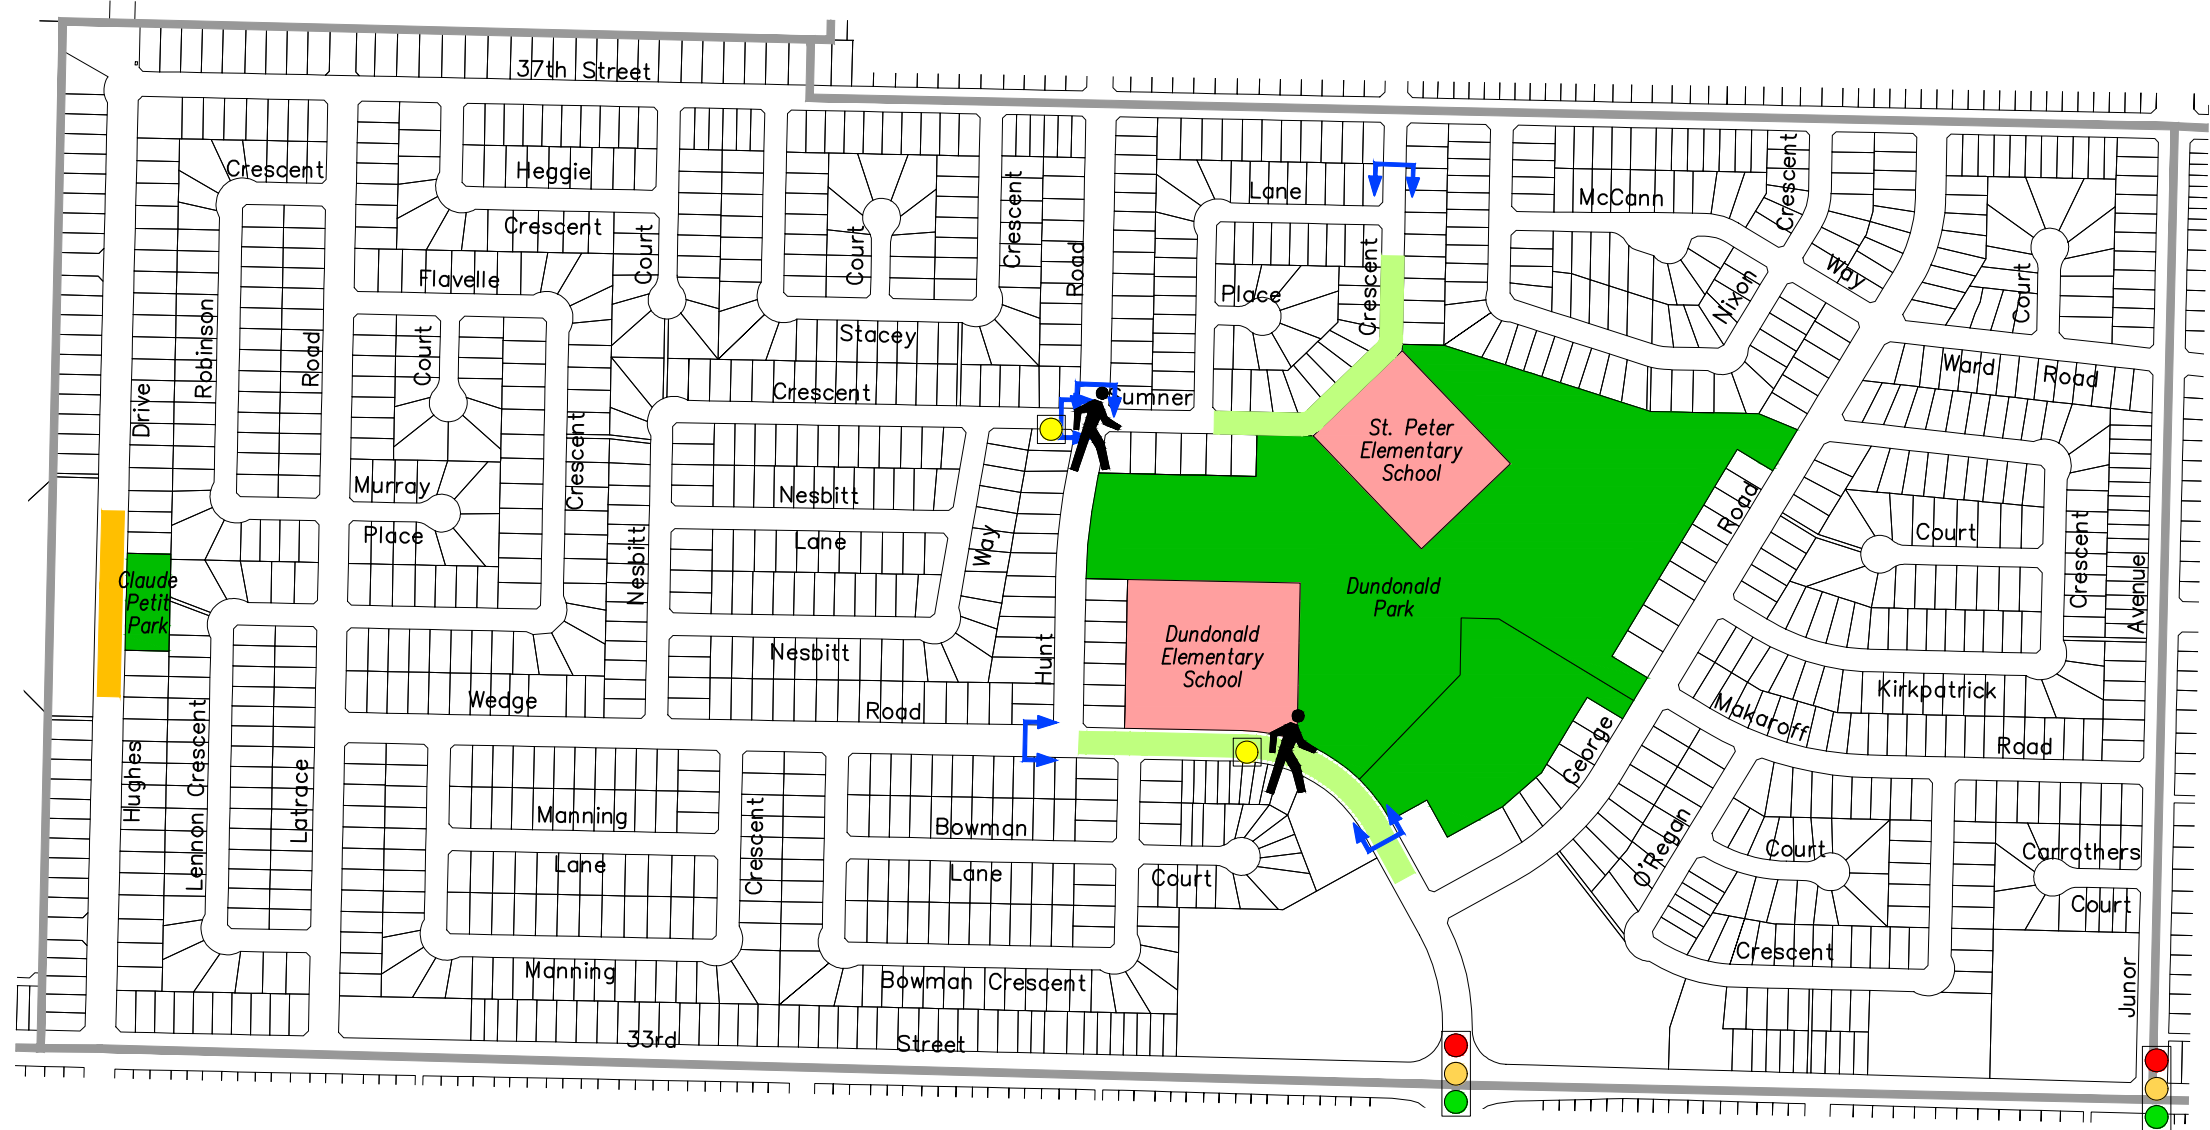 37th Street
Crescent
Heggie
Crescent
Flavelle
Court
Court
Crescent
Road
Lane
Place
Crescent
McCann
Crescent
Way
Nixon
Court
Stacey
Crescent
Sumner
Ward Road
Robinson
Road
Court
Drive
Crescent
Murray
Place
Nesbitt
Nesbitt
Lane
Way
St. Peter
Elementary
School
Road
Court
Crescent
Avenue
Claude
Petit
Park
Dundonald
Park
Dundonald
Elementary
School
Hunt
Nesbitt
Wedge
Road
Kirkpatrick
Makaroff
Road
George
Hughes
Lennon Crescent
Latrace
Manning
Lane
Crescent
Bowman
Lane
Court
O'Regan
Court
Carrothers
Court
Manning
Bowman Crescent
Crescent
Junor
33rd
Street